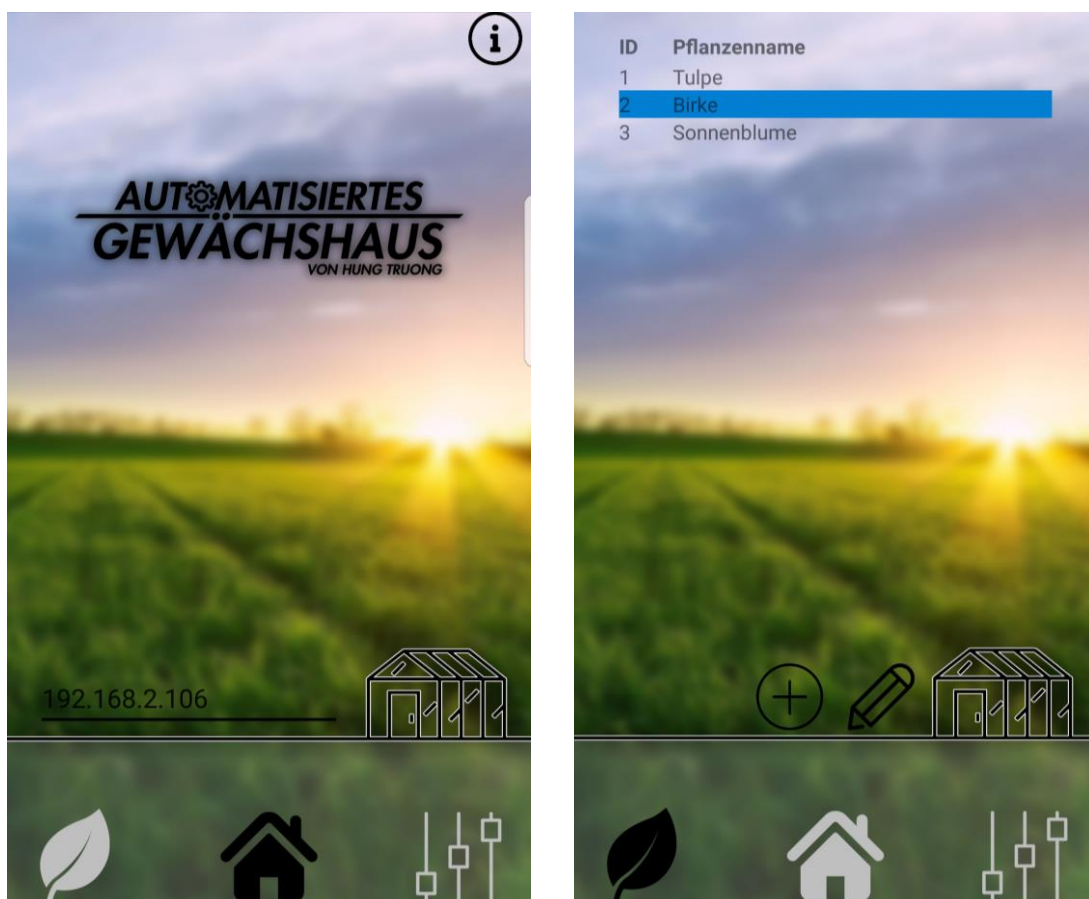 i
AUTOMATISIERTES
GEWÄCHSHAUS
VON HUNG TRUONG
192.168.2.106
ID Pflanzenname
1 Tulpe
2 Birke
3 Sonnenblume